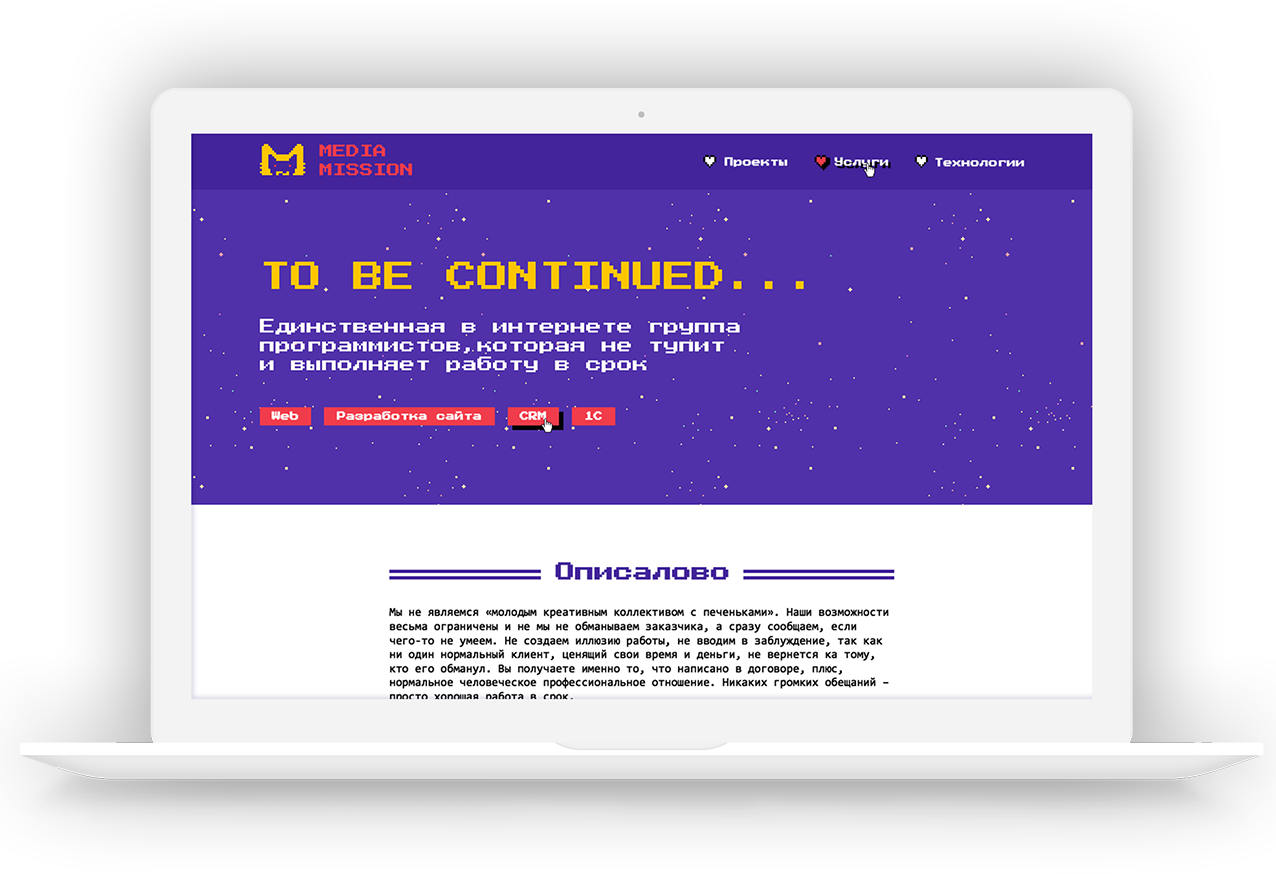 MEDIA
MISSION
Проекты
Услуги
Технологии
TO BE CONTINUED...
Единственная в интернете группа
программистов,которая не тупит
и выполняет работу в срок
Web
Разработка сайта
CRM
1C
Описалово
Мы не являемся «молодым креативным коллективом с печеньками». Наши возможности
весьма ограничены и не мы не обманываем заказчика, а сразу сообщаем, если
чего-то не умеем. Не создаем иллюзию работы, не вводим в заблуждение, так как
ни один нормальный клиент, ценящий свои время и деньги, не вернется ка тому,
кто его обманул. Вы получаете именно то, что написано в договоре, плюс,
нормальное человеческое профессиональное отношение. Никаких громких обещаний –
просто хорошая работа в срок.